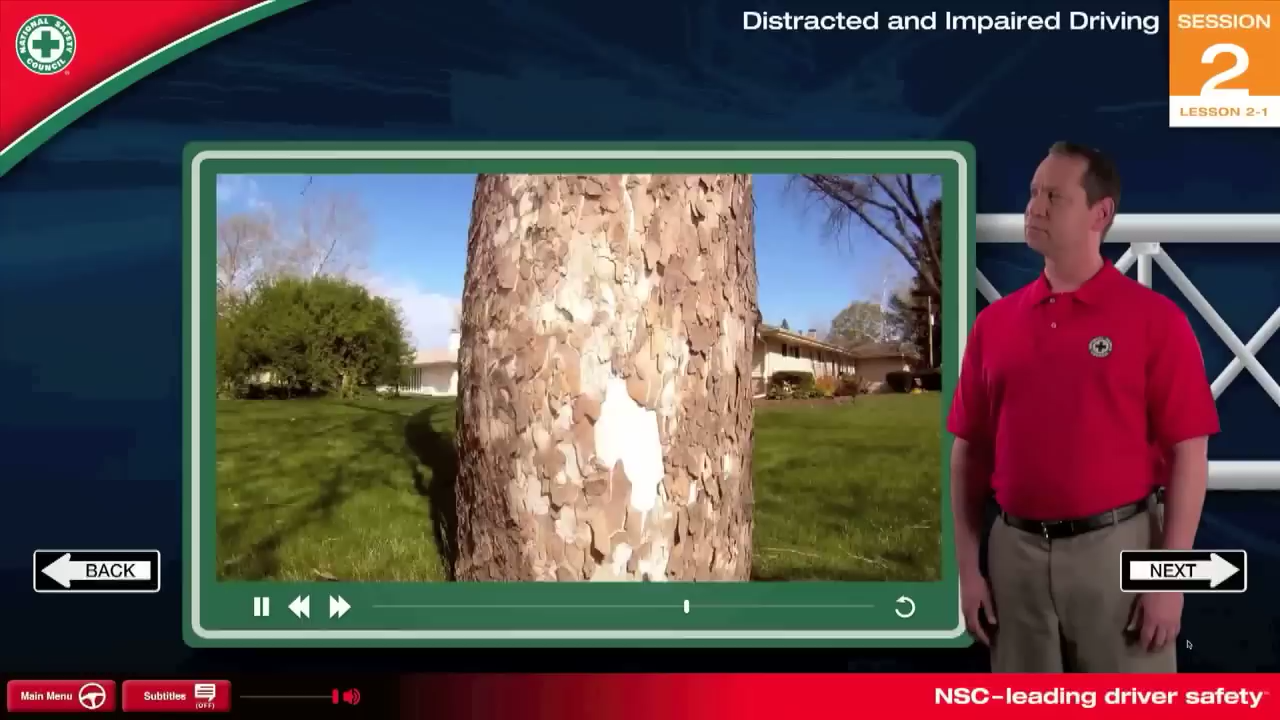 NATIONAL SAFETY COUNCIL
Distracted and Impaired Driving
SESSION
2
LESSON 2-1
BACK
NEXT
Main Menu
Subtitles
(OFF)
NSC-leading driver safety